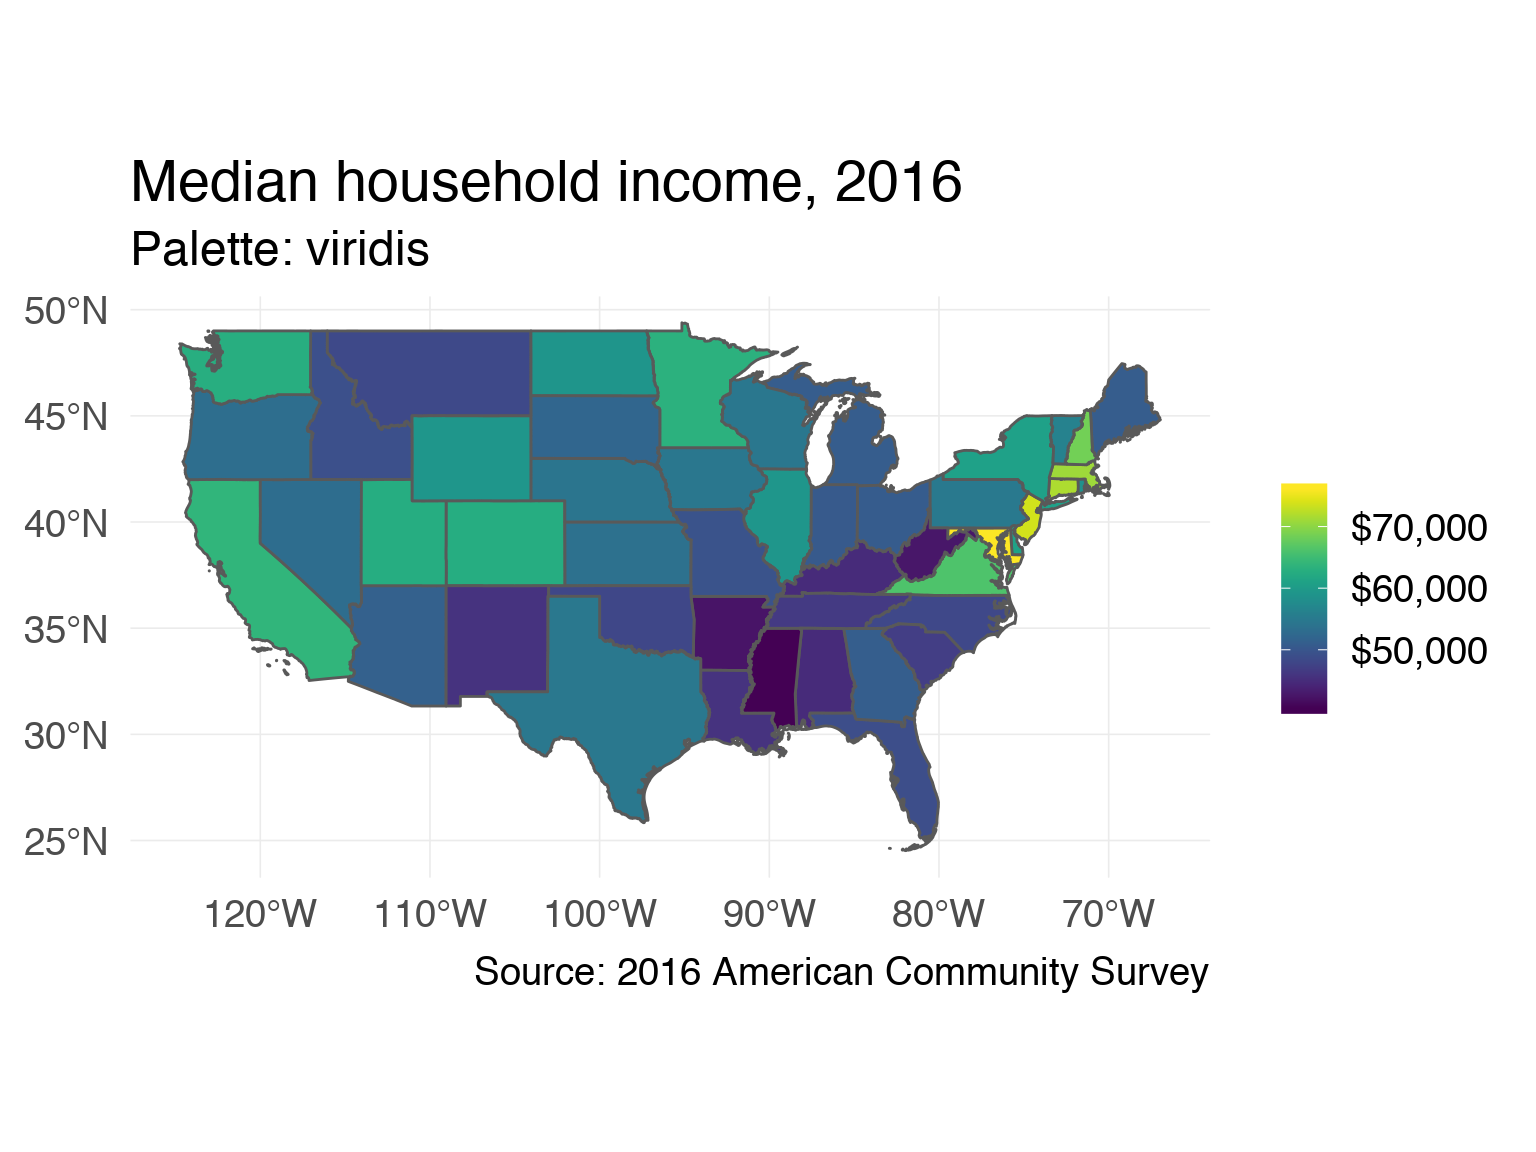 Median household income, 2016
Palette: viridis
50°N
45°N
40°N
35°N
30°N
25°N
120°W 110°W 100°W 90°W 80°W 70°W
$70,000
$60,000
$50,000
Source: 2016 American Community Survey